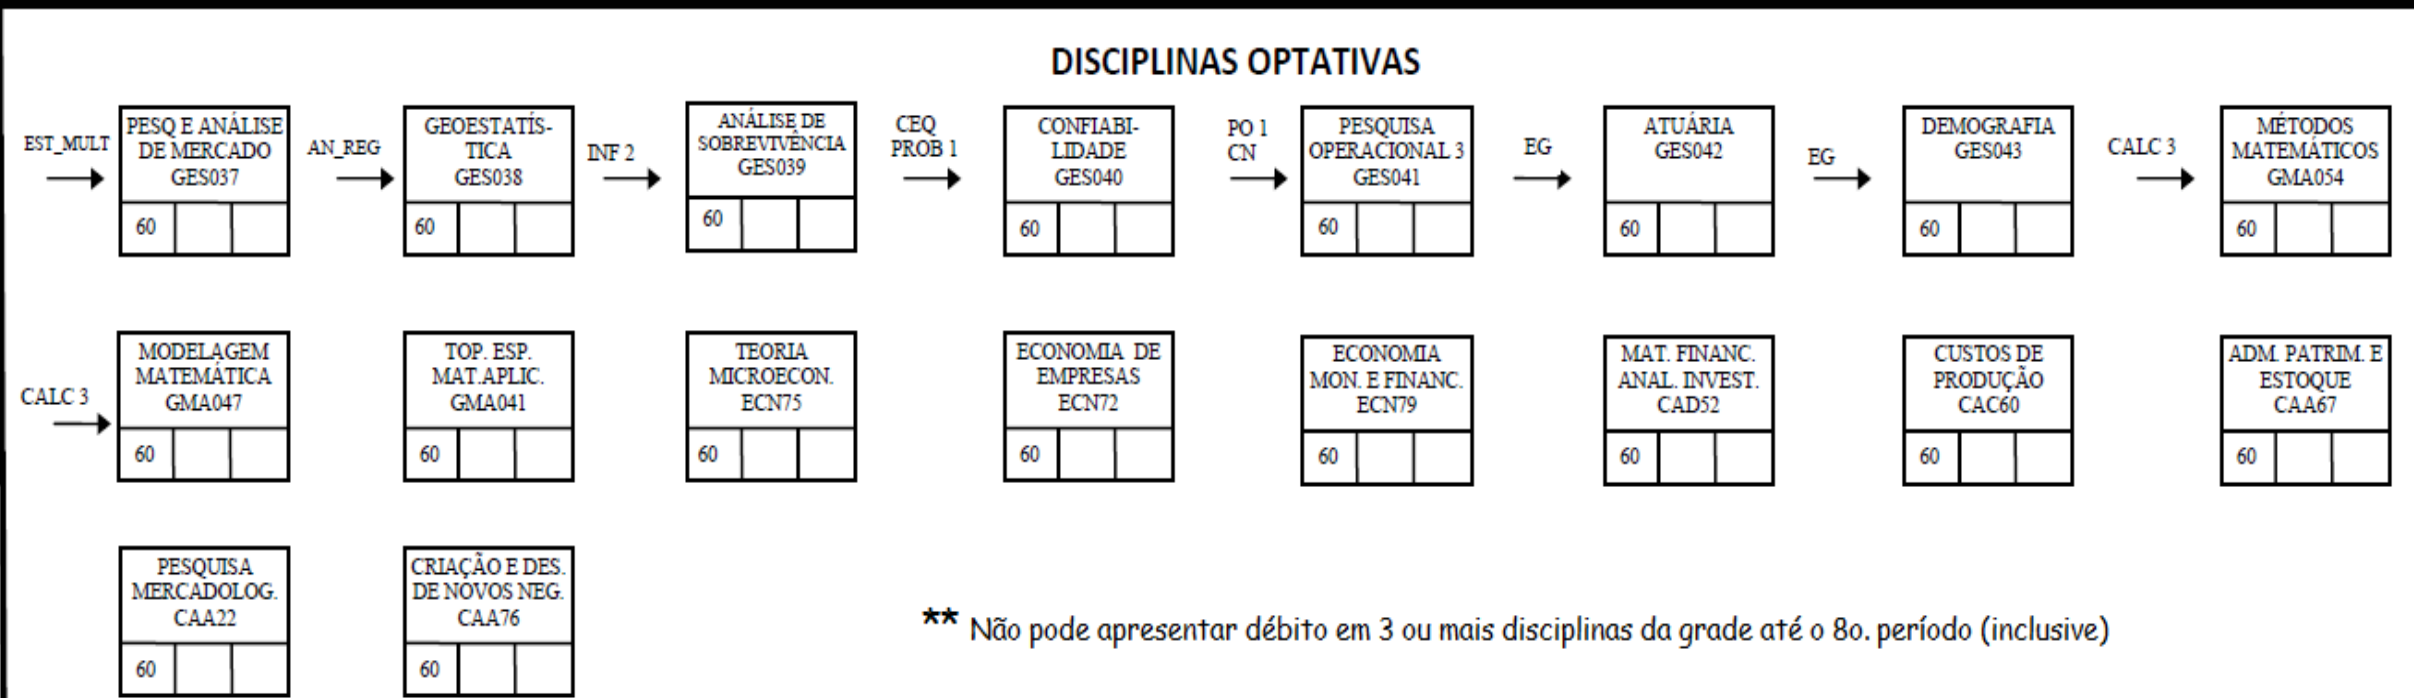 DISCIPLINAS OPTATIVAS
EST_MULT
PESQ E ANÁLISE
DE MERCADO
GES037
60
AN_REG
GEOESTATÍS-
TICA
GES038
60
INF 2
ANÁLISE DE
SOBREVIVÊNCIA
GES039
60
CEQ
PROB 1
CONFIABI-
LIDADE
GES040
60
PO 1
CN
PESQUISA
OPERACIONAL 3
GES041
60
EG
ATUÁRIA
GES042
60
EG
DEMOGRAFIA
GES043
60
CALC 3
MÉTODOS
MATEMÁTICOS
GMA054
60
CALC 3
MODELAGEM
MATEMÁTICA
GMA047
60
TOP. ESP.
MAT.APLIC.
GMA041
60
TEORIA
MICROECON.
ECN75
60
ECONOMIA DE
EMPRESAS
ECN72
60
ECONOMIA
MON. E FINANC.
ECN79
60
MAT. FINANC.
ANAL. INVEST.
CAD52
60
CUSTOS DE
PRODUÇÃO
CAC60
60
ADM. PATRIM. E
ESTOQUE
CAA67
60
PESQUISA
MERCADOLOG.
CAA22
60
CRIAÇÃO E DES.
DE NOVOS NEG.
CAA76
60
** Não pode apresentar débito em 3 ou mais disciplinas da grade até o 8o. período (inclusive)